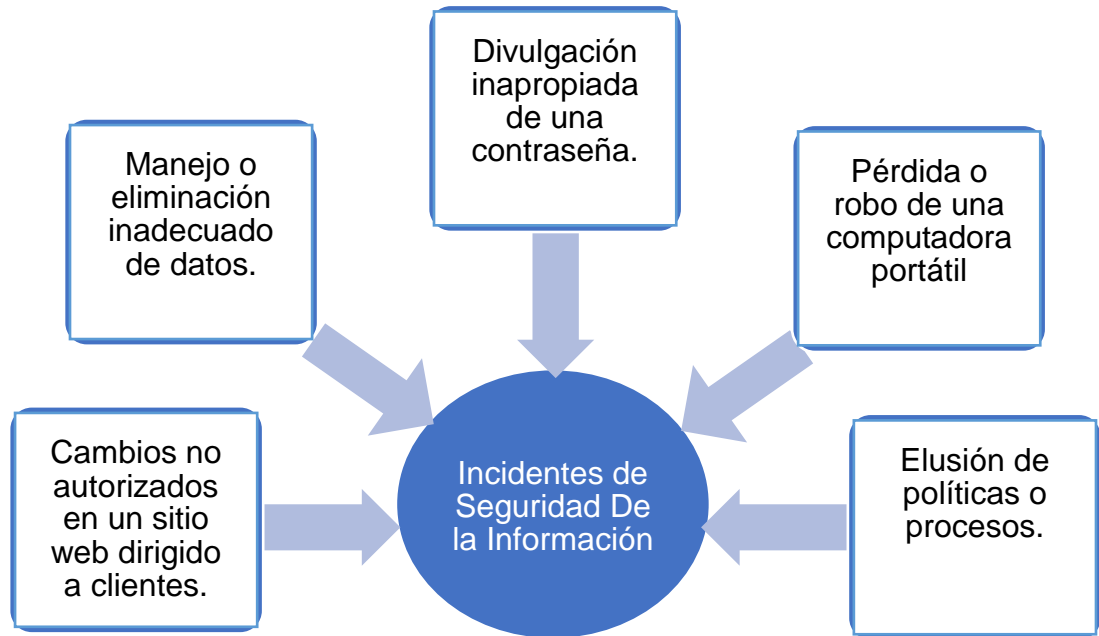 Divulgación
inapropiada
de una
contraseña.
Manejo o
eliminación
inadecuado
de datos.
Pérdida o
robo de una
computadora
portátil
Cambios no
autorizados
en un sitio
web dirigido
a clientes.
Incidentes de
Seguridad De
la Información
Elusión de
políticas o
procesos.